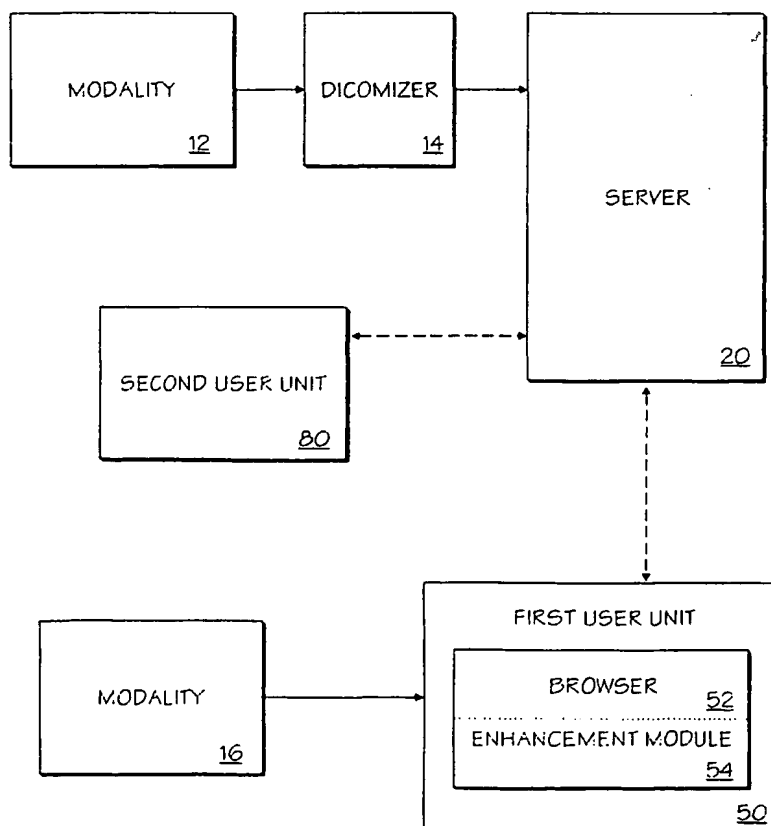 MODALITY
12
DICOMIZER
14
SERVER
20
SECOND USER UNIT
80
FIRST USER UNIT
BROWSER
52
ENHANCEMENT MODULE
54
50
MODALITY
16